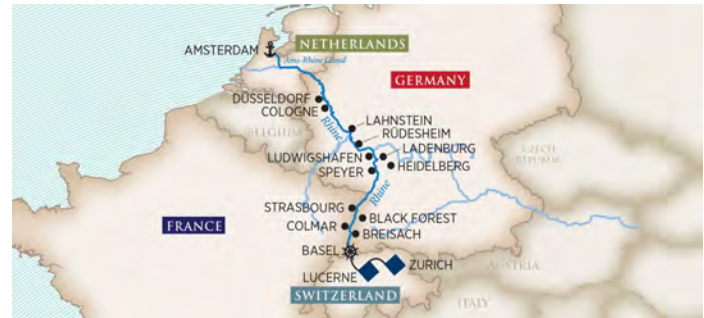 AMSTERDAM
NETHERLANDS
Ams-Rhine Canal
GERMANY
DÜSSELDORF
COLOGNE
Rhine
BELGIUM
LAHNSTEIN
RÜDESHEIM
LADENBURG
LUDWIGSHAFEN
HEIDELBERG
SPEYER
CZECH
REPUBLIC
Rhine
STRASBOURG
BLACK FOREST
FRANCE
COLMAR
BREISACH
BASEL
ZURICH
AUSTRIA
LUCERNE
SWITZERLAND
ITALY